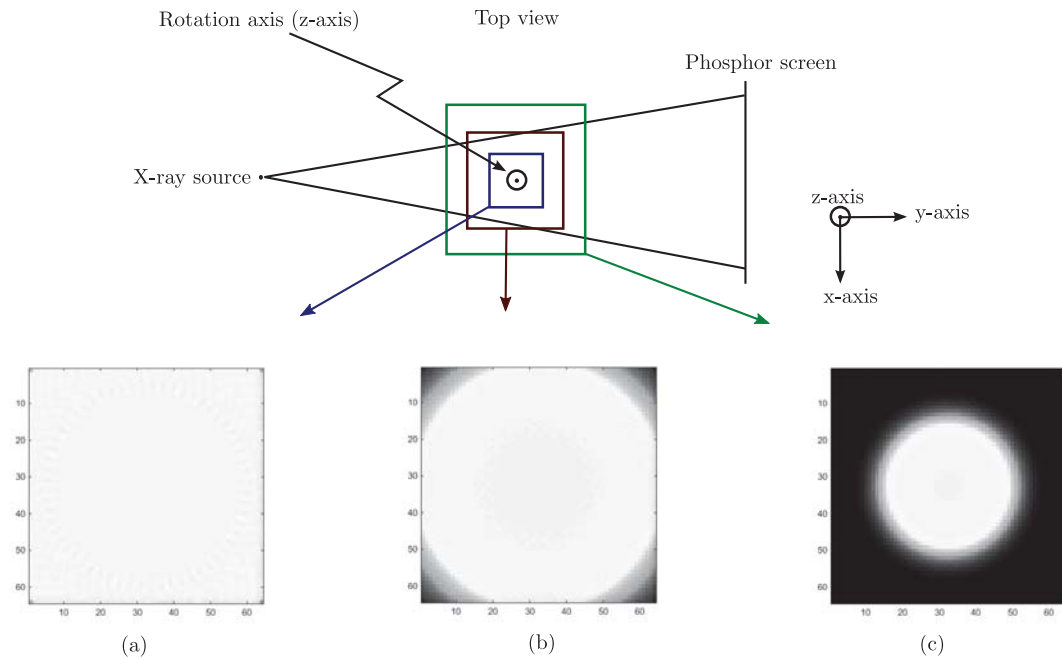 Rotation axis (z-axis)
Top view
Phosphor screen
X-ray source
z-axis
y-axis
x-axis
10
20
30
40
50
60
10 20 30 40 50 60
(a)
10
20
30
40
50
60
10 20 30 40 50 60
(b)
10
20
30
40
50
60
10 20 30 40 50 60
(c)